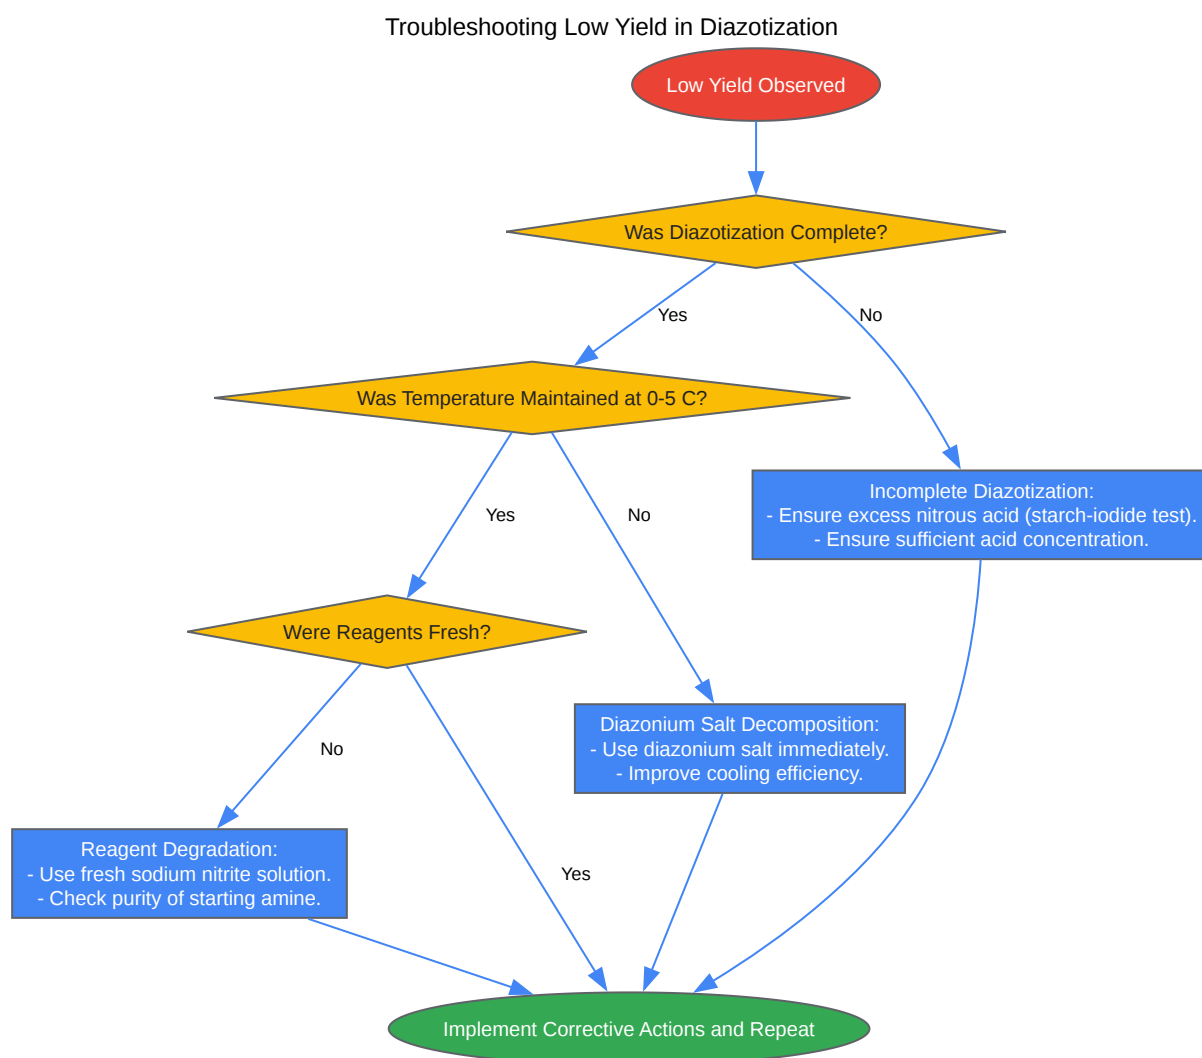 Troubleshooting Low Yield in Diazotization
Low Yield Observed
Was Diazotization Complete?
Yes
No
Was Temperature Maintained at 0-5 C?
Yes
No
Incomplete Diazotization:
- Ensure excess nitrous acid (starch-iodide test).
- Ensure sufficient acid concentration.
Were Reagents Fresh?
No
Yes
Diazonium Salt Decomposition:
- Use diazonium salt immediately.
- Improve cooling efficiency.
Reagent Degradation:
- Use fresh sodium nitrite solution.
- Check purity of starting amine.
Implement Corrective Actions and Repeat